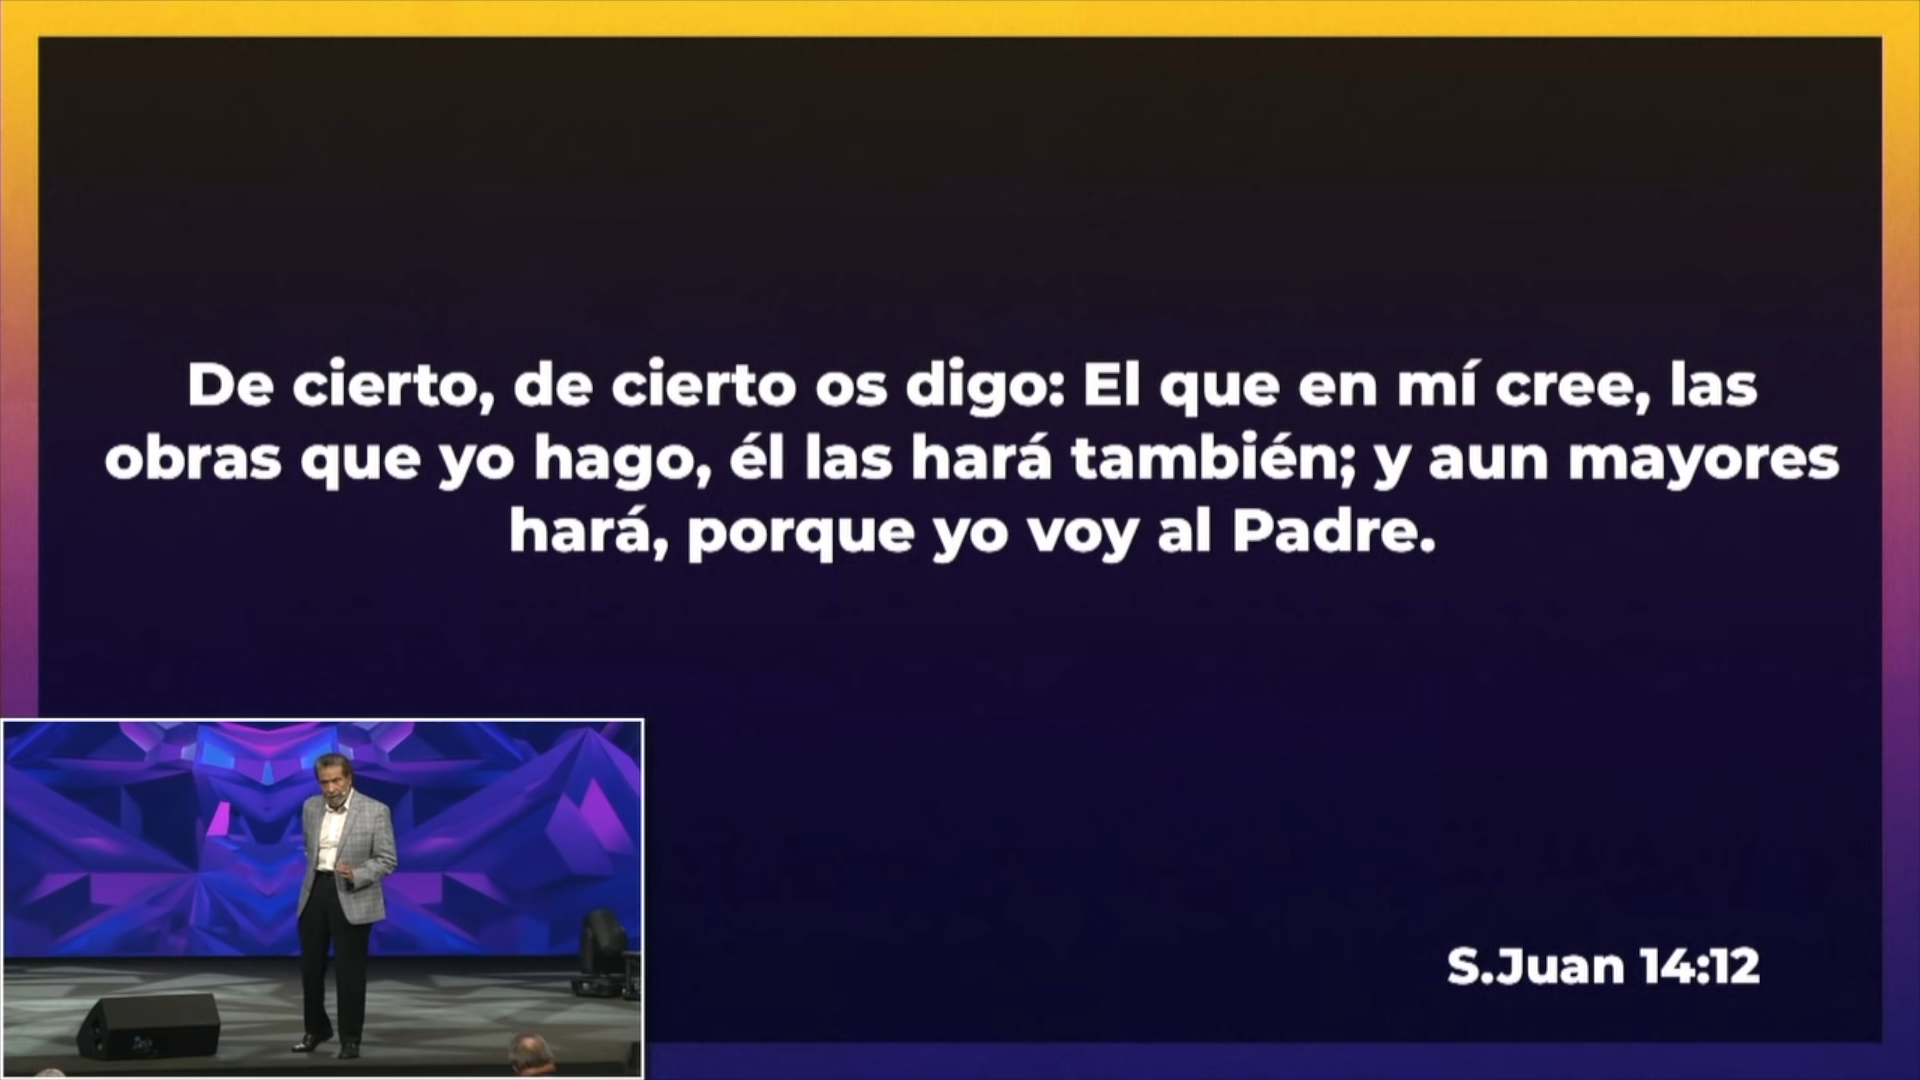 De cierto, de cierto os digo: El que en mí cree, las
obras que yo hago, él las hará también; y aun mayores
hará, porque yo voy al Padre.
S.Juan 14:12